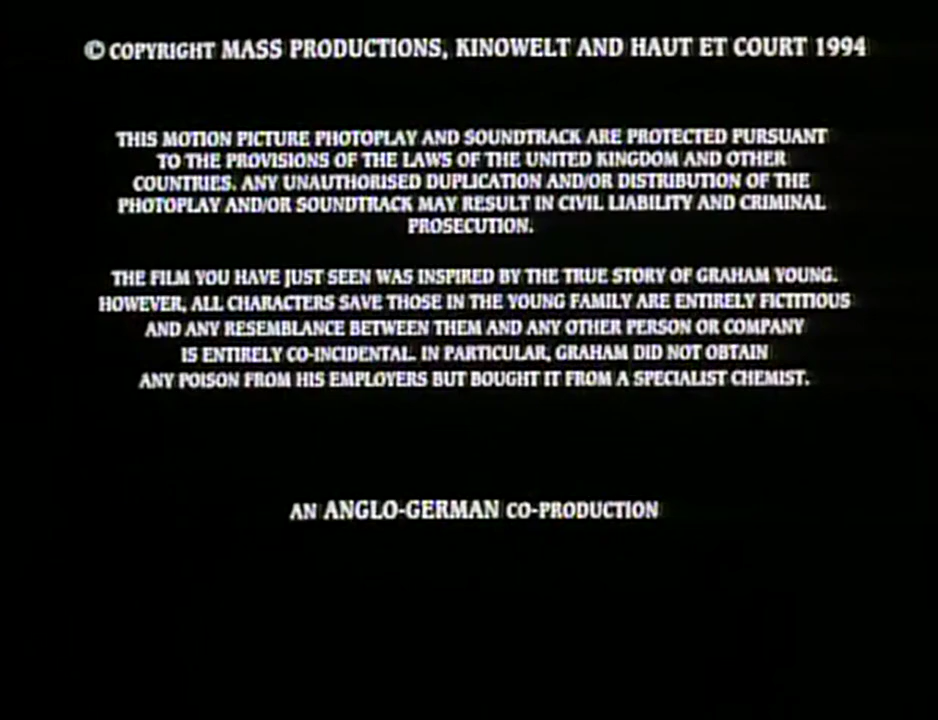 © COPYRIGHT MASS PRODUCTIONS, KINOWELT AND HAUT ET COURT 1994
THIS MOTION PICTURE PHOTOPLAY AND SOUNDTRACK ARE PROTECTED PURSUANT
TO THE PROVISIONS OF THE LAWS OF THE UNITED KINGDOM AND OTHER
COUNTRIES. ANY UNAUTHORISED DUPLICATION AND/OR DISTRIBUTION OF THE
PHOTOPLAY AND/OR SOUNDTRACK MAY RESULT IN CIVIL LIABILITY AND CRIMINAL
PROSECUTION.
THE FILM YOU HAVE JUST SEEN WAS INSPIRED BY THE TRUE STORY OF GRAHAM YOUNG.
HOWEVER, ALL CHARACTERS SAVE THOSE IN THE YOUNG FAMILY ARE ENTIRELY FICTITIOUS
AND ANY RESEMBLANCE BETWEEN THEM AND ANY OTHER PERSON OR COMPANY
IS ENTIRELY CO-INCIDENTAL. IN PARTICULAR, GRAHAM DID NOT OBTAIN
ANY POISON FROM HIS EMPLOYERS BUT BOUGHT IT FROM A SPECIALIST CHEMIST.
AN ANGLO-GERMAN CO-PRODUCTION